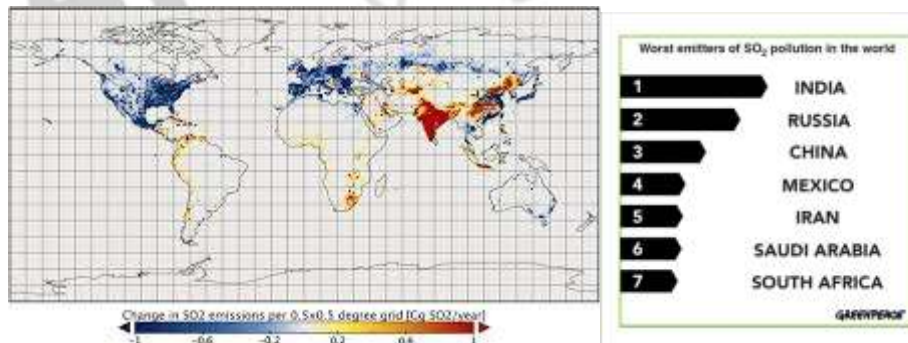 Worst emitters of SO₂ pollution in the world
1 INDIA
2 RUSSIA
3 CHINA
4 MEXICO
5 IRAN
6 SAUDI ARABIA
7 SOUTH AFRICA
GREENPEACE
Change in SO2 emissions per 0.5x0.5 degree grid [Gg SO2/year]
-1 -0.6 -0.2 0.2 0.6 1